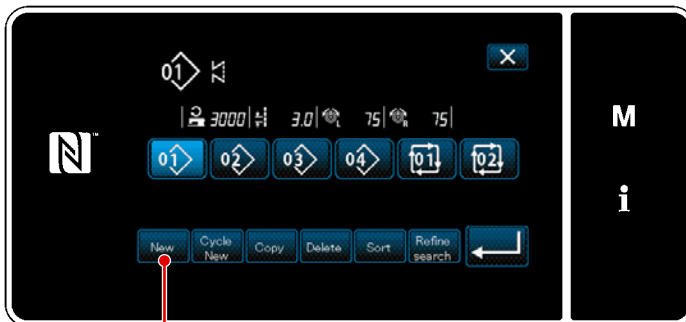 01
3000 3.0 L 75 R 75
01 02 03 04 01 02
New Cycle New Copy Delete Sort Refine search
M
i
N™